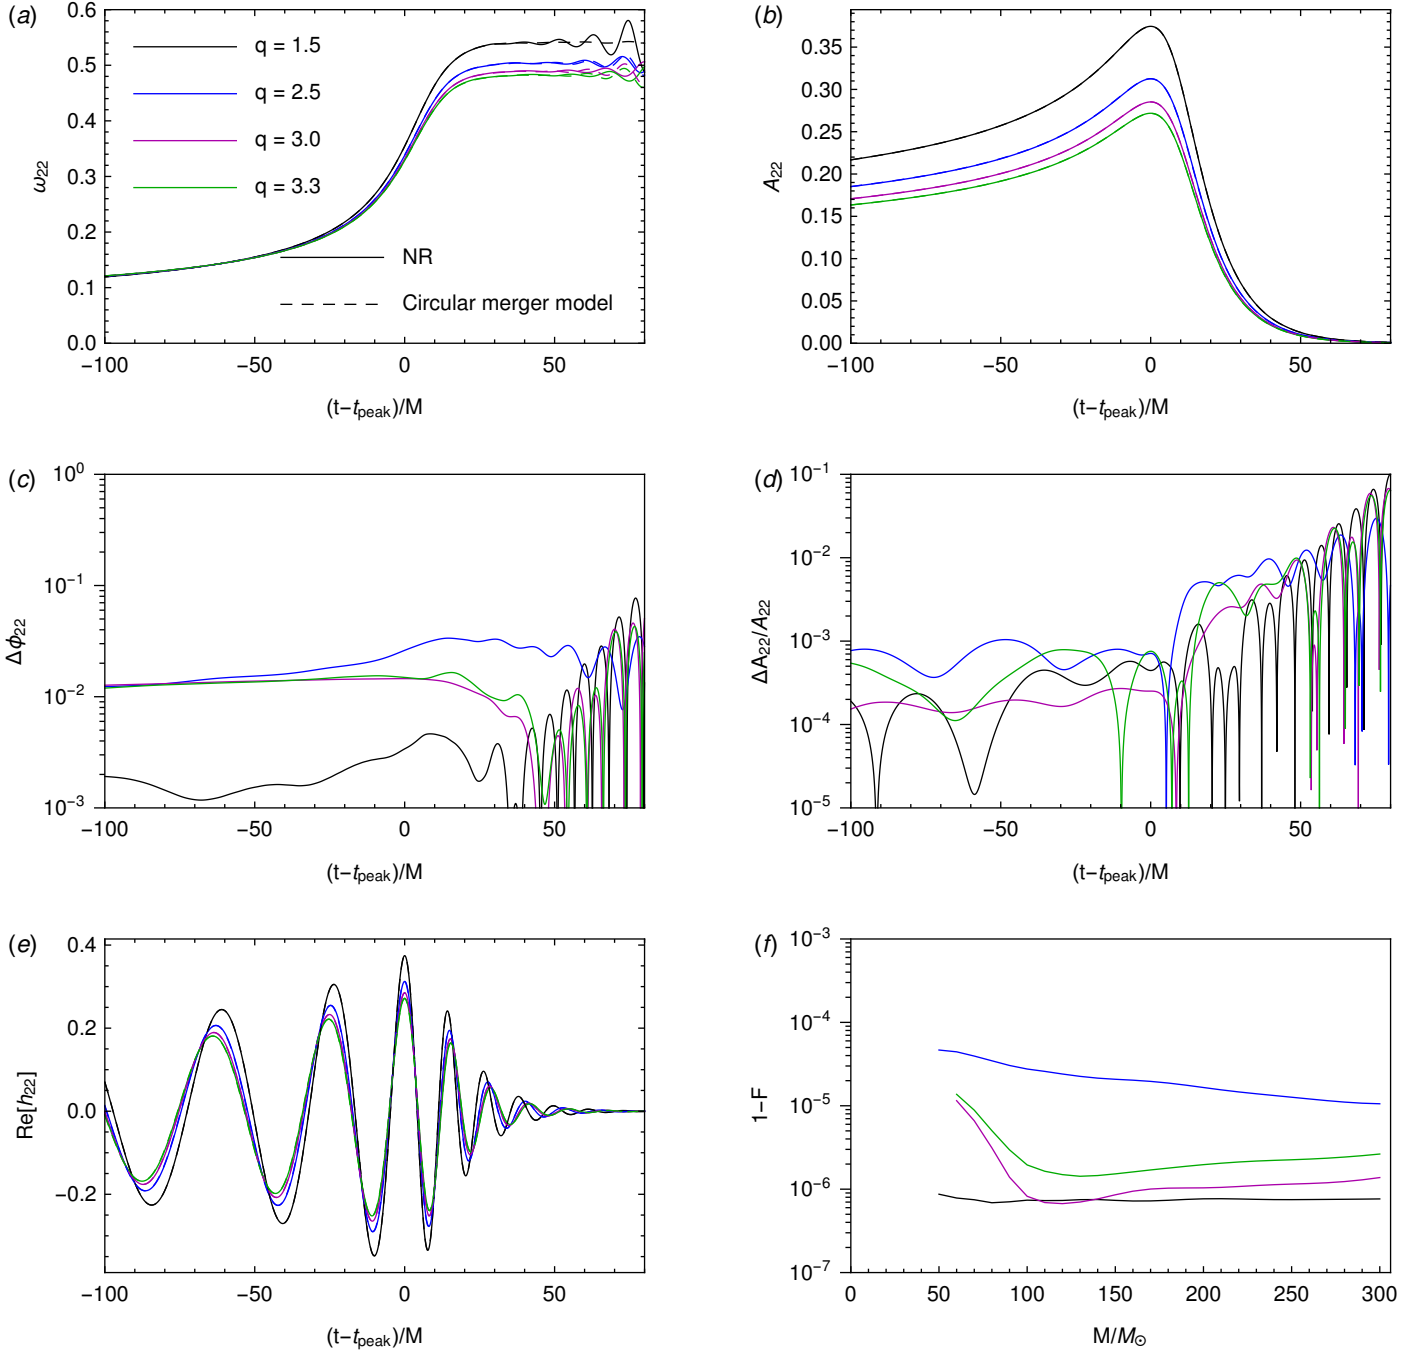 (a)
0.6
0.5
0.4
0.3
0.2
0.1
0.0
ω22
q = 1.5
q = 2.5
q = 3.0
q = 3.3
NR
Circular merger model
−100 −50 0 50
(t−tpeak)/M
(b)
0.35
0.30
0.25
0.20
0.15
0.10
0.05
0.00
A22
−100 −50 0 50
(t−tpeak)/M
(c)
10^0
10^−1
10^−2
10^−3
Δϕ22
−100 −50 0 50
(t−tpeak)/M
(d)
10^−1
10^−2
10^−3
10^−4
10^−5
ΔA22/A22
−100 −50 0 50
(t−tpeak)/M
(e)
0.4
0.2
0.0
−0.2
Re[h22]
−100 −50 0 50
(t−tpeak)/M
(f)
10^−3
10^−4
10^−5
10^−6
10^−7
1−F
0 50 100 150 200 250 300
M/M⊙